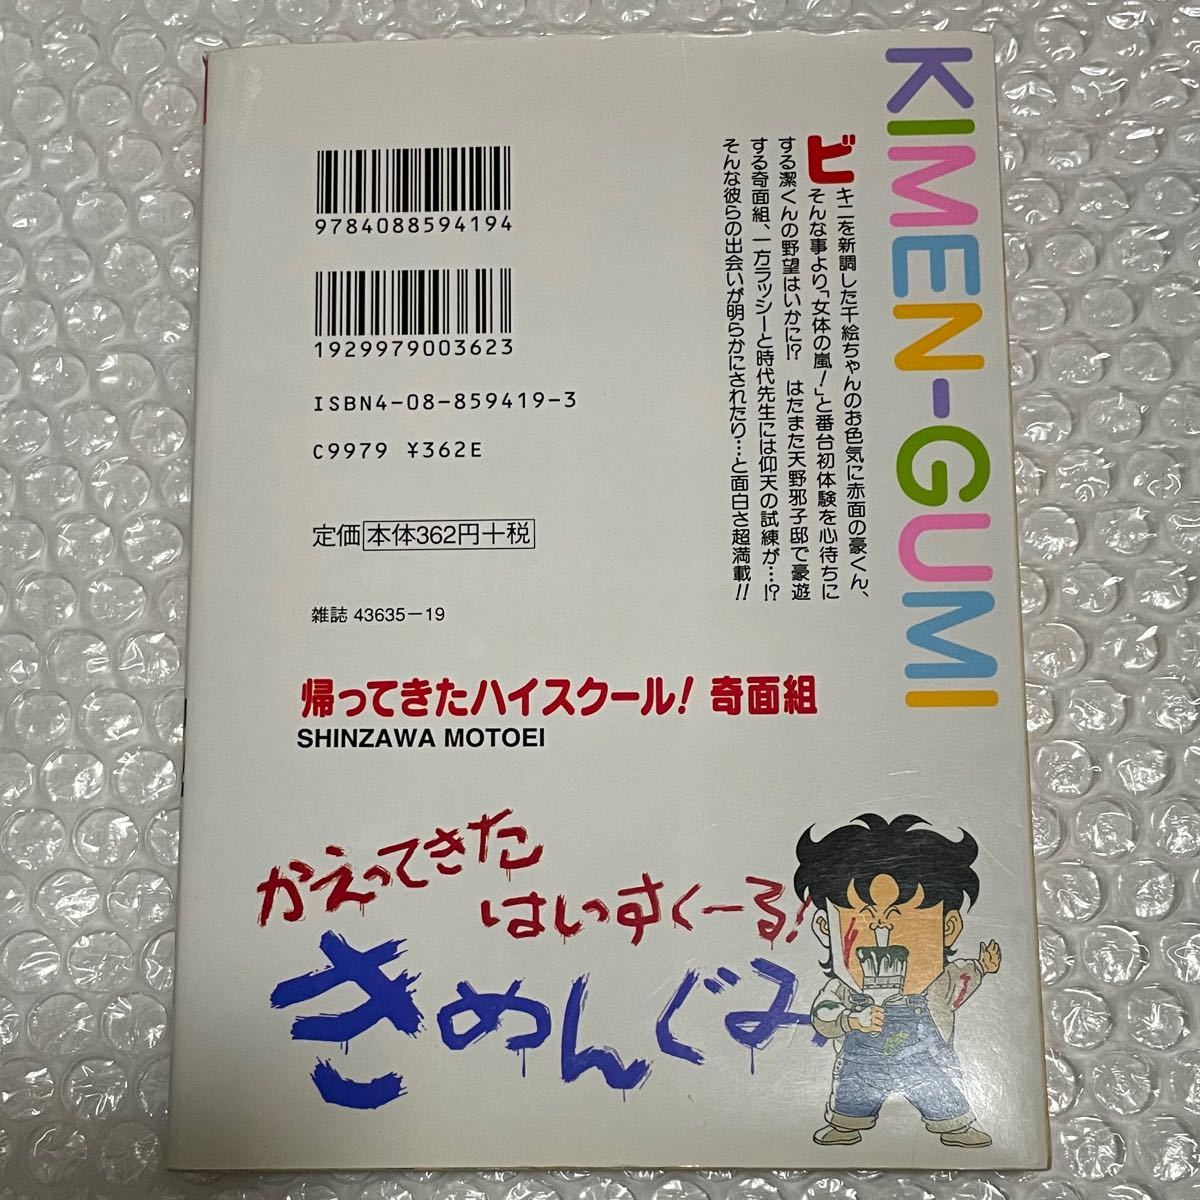 KIMEN-GUMI
ビキニを新調した千絵ちゃんのお色気に赤面の豪くん、
そんな事より「女体の嵐!」と番台初体験を心待ちに
する潔くんの野望はいかに!? はたまた天野邪子邸で豪遊
する奇面組、一方ラッシーと時代先生には仰天の試練が…!?
そんな彼らの出会いが明らかにされたり…と面白さ超満載!!
9784088594194
1929979003623
ISBN4-08-859419-3
C9979 ¥362E
定価 本体362円+税
雑誌 43635-19
帰ってきたハイスクール! 奇面組
SHINZAWA MOTOEI
かえってきた
はいすくーる!
きめんぐみ